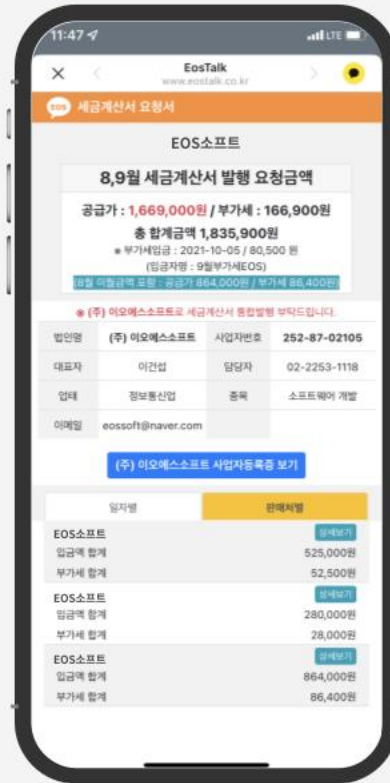 11:47
LTE
EosTalk
www.eostalk.co.kr
EOS 세금계산서 요청서
EOS소프트
8,9월 세금계산서 발행 요청금액
공급가 : 1,669,000원 / 부가세 : 166,900원
총 합계금액 1,835,900원
※ 부가세입금 : 2021-10-05 / 80,500 원
(입금자명 : 9월부가세EOS)
(8월 이월금액 포함 : 공급가 864,000원 / 부가세 86,400원)
※ (주) 이오에스소프트로 세금계산서 통합발행 부탁드립니다.
법인명 (주) 이오에스소프트 사업자번호 252-87-02105
대표자 이건섭 담당자 02-2253-1118
업태 정보통신업 종목 소프트웨어 개발
이메일 eossoft@naver.com
(주) 이오에스소프트 사업자등록증 보기
일자별 판매처별
EOS소프트 상세보기
입금액 합계 525,000원
부가세 합계 52,500원
EOS소프트 상세보기
입금액 합계 280,000원
부가세 합계 28,000원
EOS소프트 상세보기
입금액 합계 864,000원
부가세 합계 86,400원